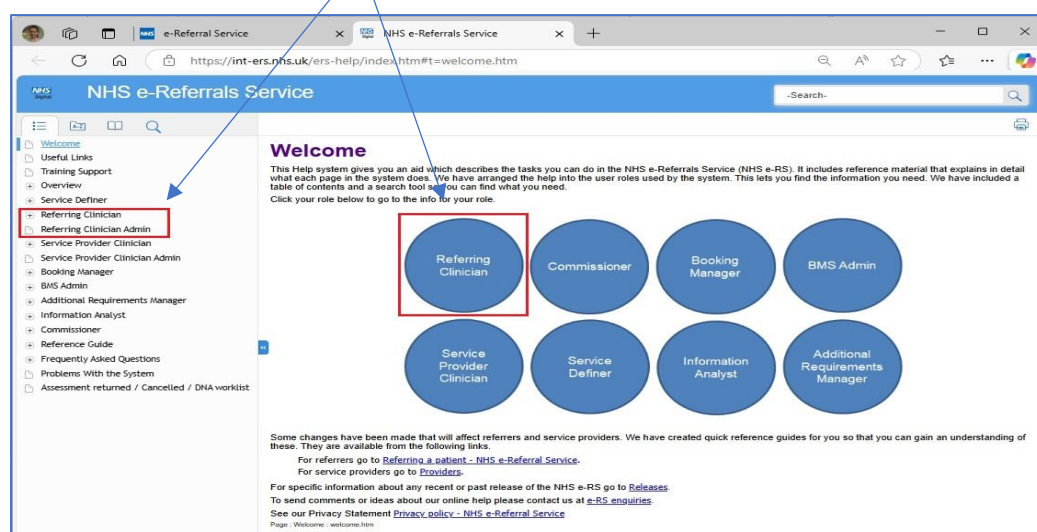 NHS e-Referral Service
NHS Digital NHS e-Referrals Service
https://int-ers.nhs.uk/ers-help/index.htm#t=welcome.htm
NHS Digital NHS e-Referrals Service
-Search-
A-Z
Welcome
Useful Links
Training Support
Overview
Service Definer
Referring Clinician
Referring Clinician Admin
Service Provider Clinician
Service Provider Clinician Admin
Booking Manager
BMS Admin
Additional Requirements Manager
Information Analyst
Commissioner
Reference Guide
Frequently Asked Questions
Problems With the System
Assessment returned / Cancelled / DNA worklist
Welcome
This Help system gives you an aid which describes the tasks you can do in the NHS e-Referrals Service (NHS e-RS). It includes reference material that explains in detail
what each page in the system does. We have arranged the help into the user roles used by the system. This lets you find the information you need. We have included a
table of contents and a search tool so you can find what you need.
Click your role below to go to the info for your role.
Referring
Clinician
Commissioner
Booking
Manager
BMS Admin
Service
Provider
Clinician
Service
Definer
Information
Analyst
Additional
Requirements
Manager
Some changes have been made that will affect referrers and service providers. We have created quick reference guides for you so that you can gain an understanding of
these. They are available from the following links.
For referrers go to Referring a patient - NHS e-Referral Service.
For service providers go to Providers.
For specific information about any recent or past release of the NHS e-RS go to Releases.
To send comments or ideas about our online help please contact us at e-RS enquiries.
See our Privacy Statement Privacy policy - NHS e-Referral Service
Page : Welcome : welcome.htm